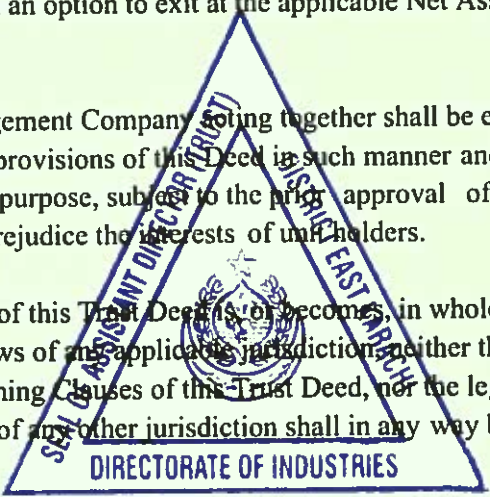 an option to exit at the applicable Net Ass
gement Company acting together shall be e
provisions of this Deed in such manner and
purpose, subject to the prior approval of
rejudice the interests of unit holders.
of this Trust Deed is, or becomes, in whole
ws of any applicable jurisdiction, neither th
ning Clauses of this Trust Deed, nor the leg
of any other jurisdiction shall in any way b
SEAL OF ASSISTANT DIRECTOR (TRUST)
DISTRICT EAST KARACHI
DIRECTORATE OF INDUSTRIES